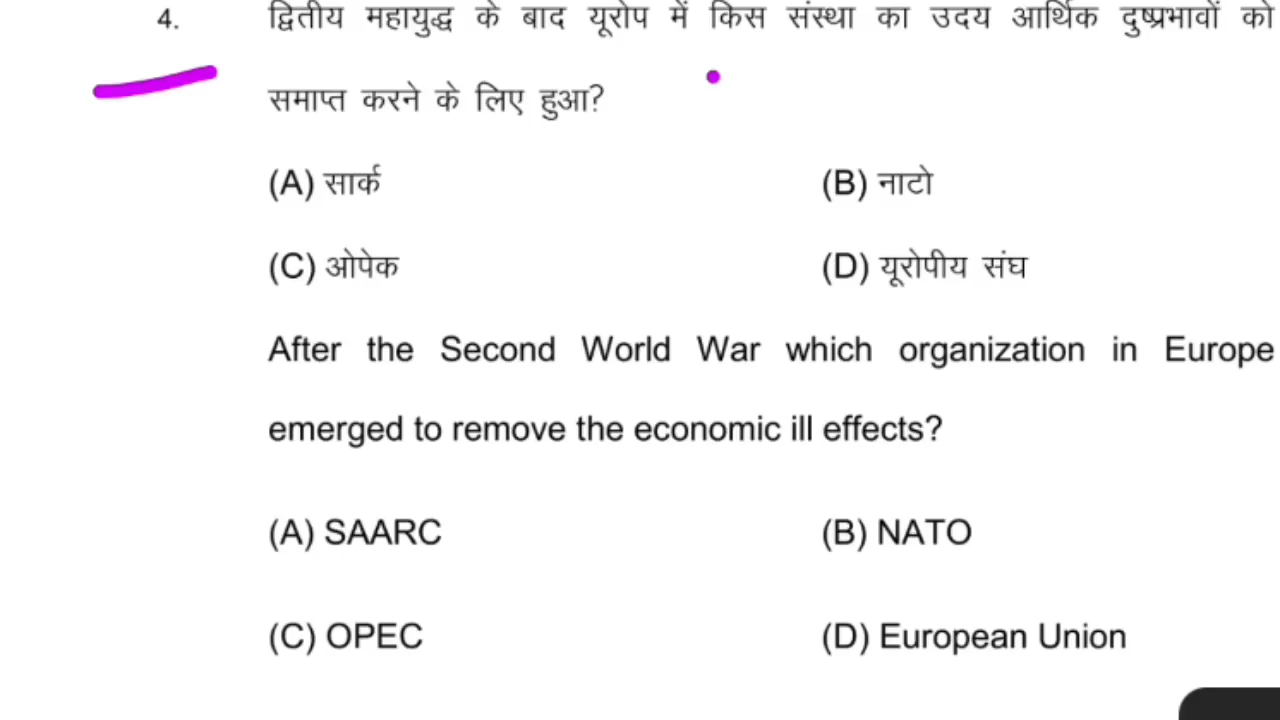 4. द्वितीय महायुद्ध के बाद यूरोप में किस संस्था का उदय आर्थिक दुष्प्रभावों को
समाप्त करने के लिए हुआ?
(A) सार्क (B) नाटो
(C) ओपेक (D) यूरोपीय संघ
After the Second World War which organization in Europe
emerged to remove the economic ill effects?
(A) SAARC (B) NATO
(C) OPEC (D) European Union